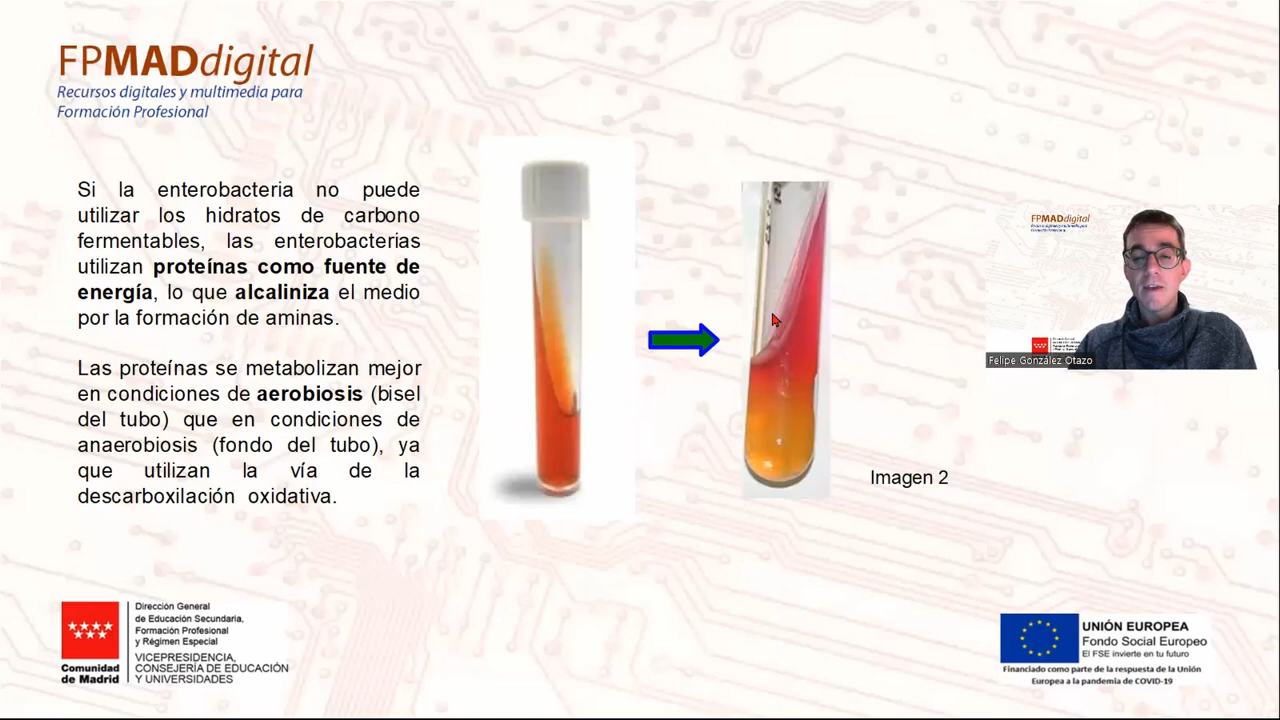 FPMADdigital
Recursos digitales y multimedia para
Formación Profesional
Si la enterobacteria no puede
utilizar los hidratos de carbono
fermentables, las enterobacterias
utilizan proteínas como fuente de
energía, lo que alcaliniza el medio
por la formación de aminas.
Las proteínas se metabolizan mejor
en condiciones de aerobiosis (bisel
del tubo) que en condiciones de
anaerobiosis (fondo del tubo), ya
que utilizan la vía de la
descarboxilación oxidativa.
Imagen 2
FPMADdigital
Felipe González Otazo
Comunidad
de Madrid
Dirección General
de Educación Secundaria,
Formación Profesional
y Régimen Especial
VICEPRESIDENCIA,
CONSEJERÍA DE EDUCACIÓN
Y UNIVERSIDADES
UNIÓN EUROPEA
Fondo Social Europeo
El FSE invierte en tu futuro
Financiado como parte de la respuesta de la Unión
Europea a la pandemia de COVID-19